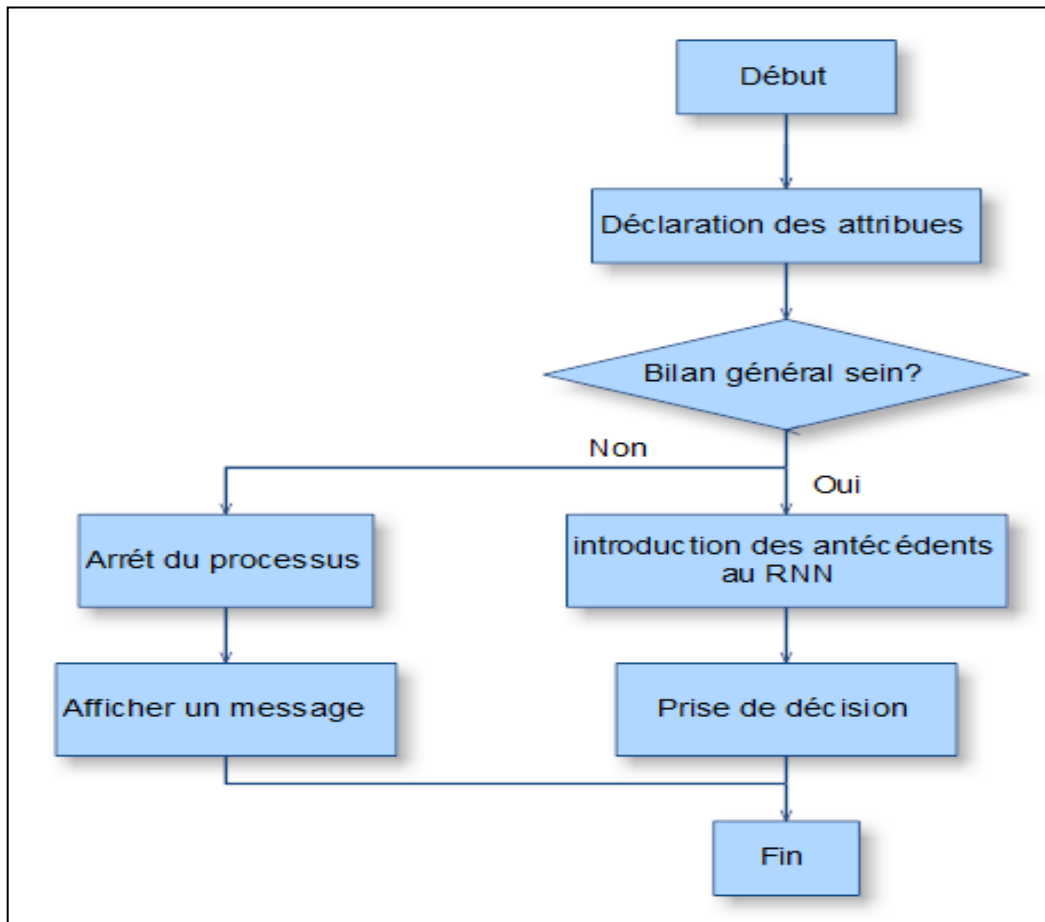 Début
Déclaration des attribues
Bilan général sein?
Non
Oui
Arrét du processus
introduction des antécédents
au RNN
Afficher un message
Prise de décision
Fin